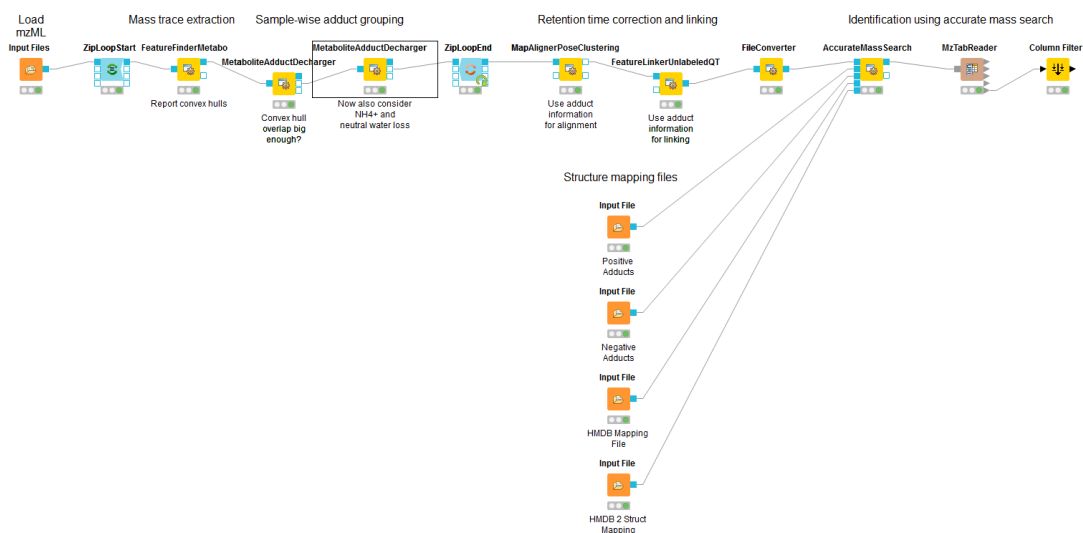 Load
mzML
Mass trace extraction
Sample-wise adduct grouping
Retention time correction and linking
Identification using accurate mass search
Input Files
ZipLoopStart
FeatureFinderMetabo
MetaboliteAdductDecharger
MetaboliteAdductDecharger
ZipLoopEnd
MapAlignerPoseClustering
FeatureLinkerUnlabeledQT
FileConverter
AccurateMassSearch
MzTabReader
Column Filter
Report convex hulls
Convex hull
overlap big
enough?
Now also consider
NH4+ and
neutral water loss
Use adduct
information
for alignment
Use adduct
information
for linking
Structure mapping files
Input File
Positive
Adducts
Input File
Negative
Adducts
Input File
HMDB Mapping
File
Input File
HMDB 2 Struct
Mapping